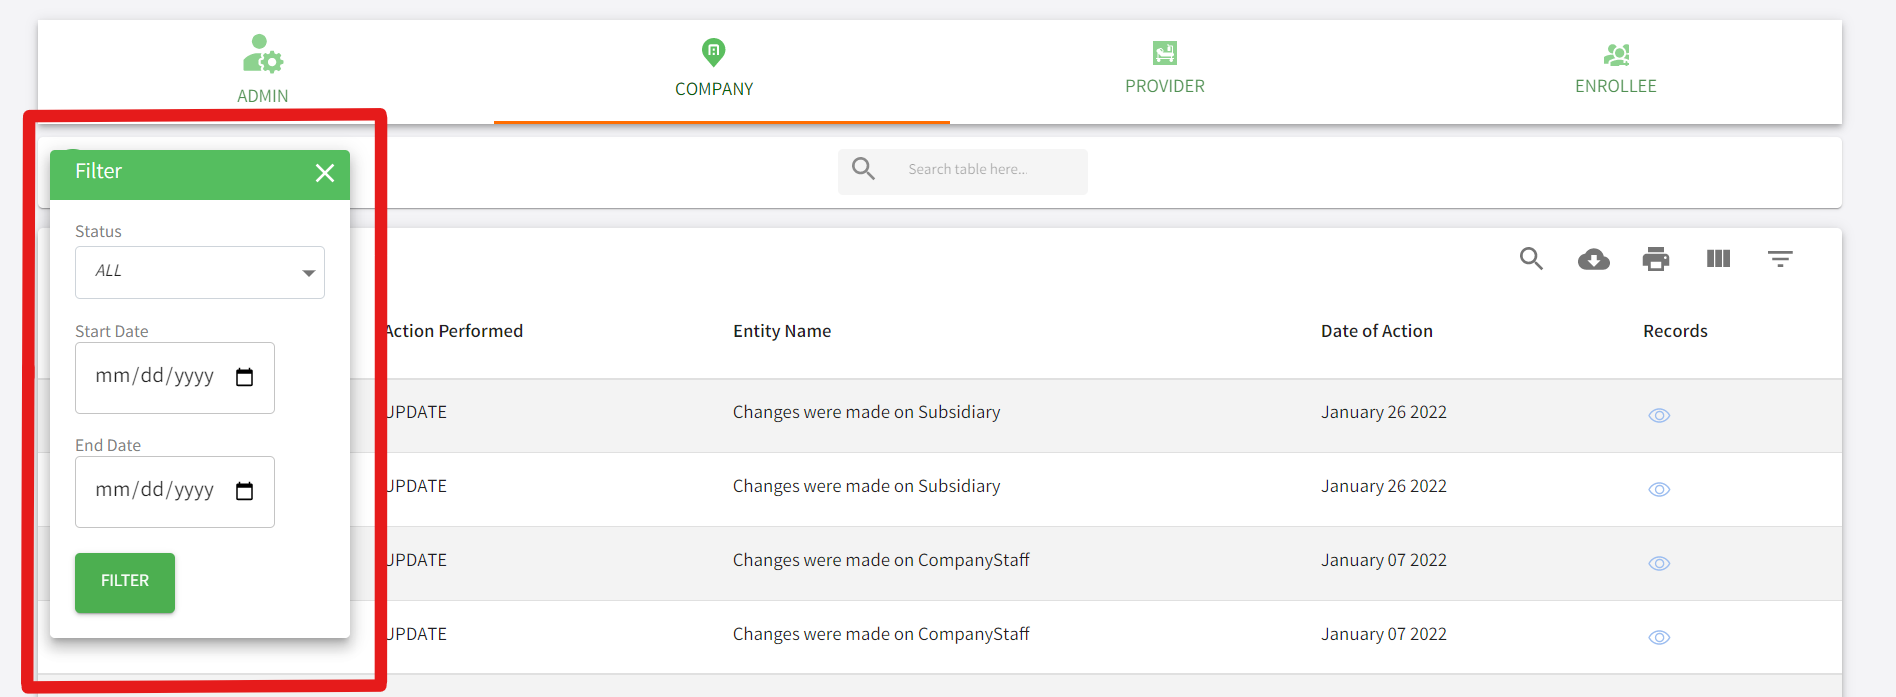 ADMIN
COMPANY
PROVIDER
ENROLLEE
Filter
Search table here...
Status
ALL
Start Date
mm/dd/yyyy
End Date
mm/dd/yyyy
FILTER
Action Performed Entity Name Date of Action Records
UPDATE Changes were made on Subsidiary January 26 2022
UPDATE Changes were made on Subsidiary January 26 2022
UPDATE Changes were made on CompanyStaff January 07 2022
UPDATE Changes were made on CompanyStaff January 07 2022